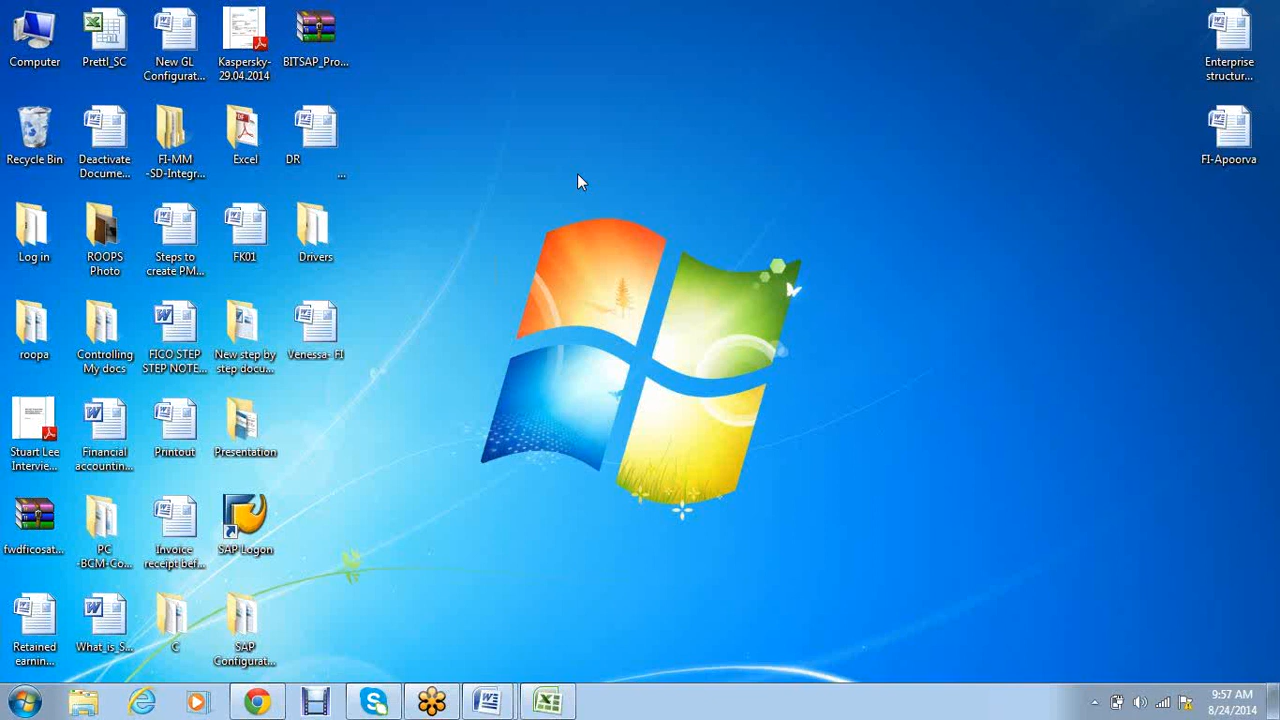 Computer
Prettl_SC
New GL
Configurat...
Kaspersky-
29.04.2014
BITSAP_Pro...
Enterprise
structur...
Recycle Bin
Deactivate
Docume...
FI-MM
-SD-Integr...
Excel
DR
...
FI-Apoorva
Log in
ROOPS
Photo
Steps to
create PM...
FK01
Drivers
roopa
Controlling
My docs
FICO STEP
STEP NOTE...
New step by
step docu...
Venessa- FI
Stuart Lee
Intervie...
Financial
accountin...
Printout
Presentation
fwdficosat...
PC
-BCM-Co...
Invoice
receipt bef...
SAP Logon
Retained
earnin...
What_is_S...
C
SAP
Configurat...
9:57 AM
8/24/2014